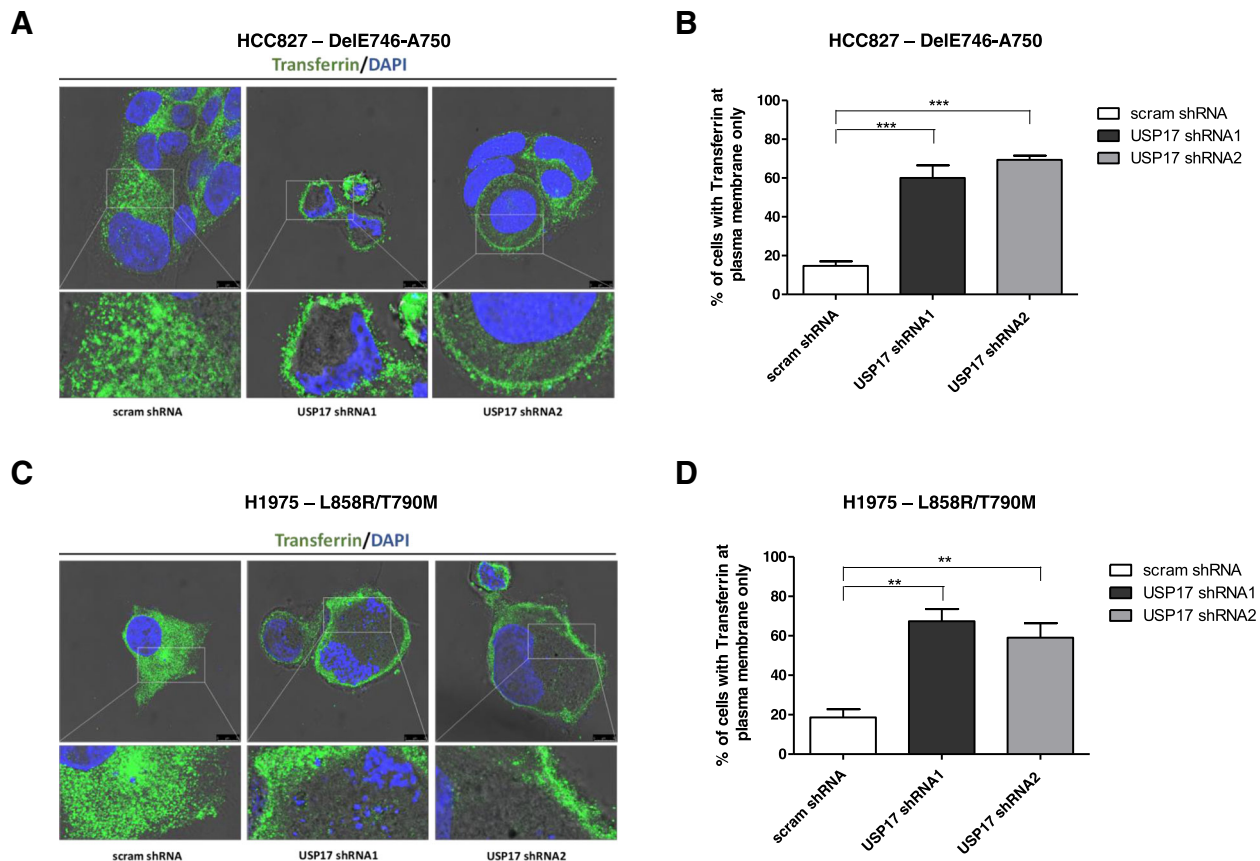 A
HCC827 – DelE746-A750
Transferrin/DAPI
scram shRNA
USP17 shRNA1
USP17 shRNA2
B
HCC827 – DelE746-A750
% of cells with Transferrin at
plasma membrane only
100
80
60
40
20
0
***
***
scram shRNA
USP17 shRNA1
USP17 shRNA2
scram shRNA
USP17 shRNA1
USP17 shRNA2
C
H1975 – L858R/T790M
Transferrin/DAPI
scram shRNA
USP17 shRNA1
USP17 shRNA2
D
H1975 – L858R/T790M
% of cells with Transferrin at
plasma membrane only
100
80
60
40
20
0
**
**
scram shRNA
USP17 shRNA1
USP17 shRNA2
scram shRNA
USP17 shRNA1
USP17 shRNA2